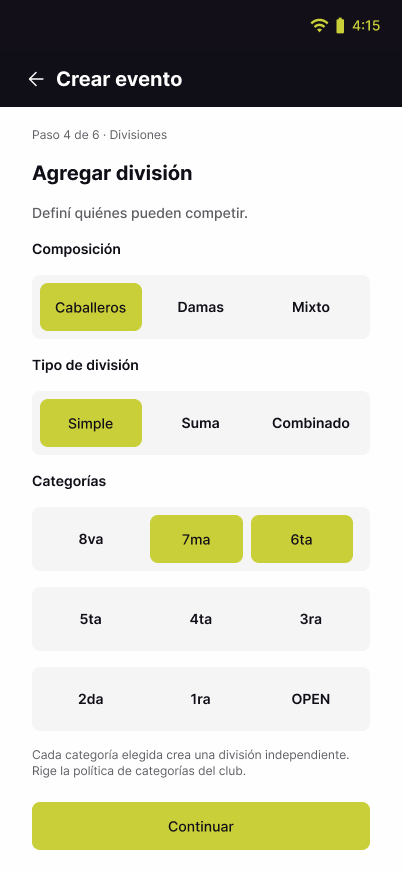 4:15
Crear evento
Paso 4 de 6 · Divisiones
Agregar división
Definí quiénes pueden competir.
Composición
Caballeros Damas Mixto
Tipo de división
Simple Suma Combinado
Categorías
8va 7ma 6ta
5ta 4ta 3ra
2da 1ra OPEN
Cada categoría elegida crea una división independiente.
Rige la política de categorías del club.
Continuar